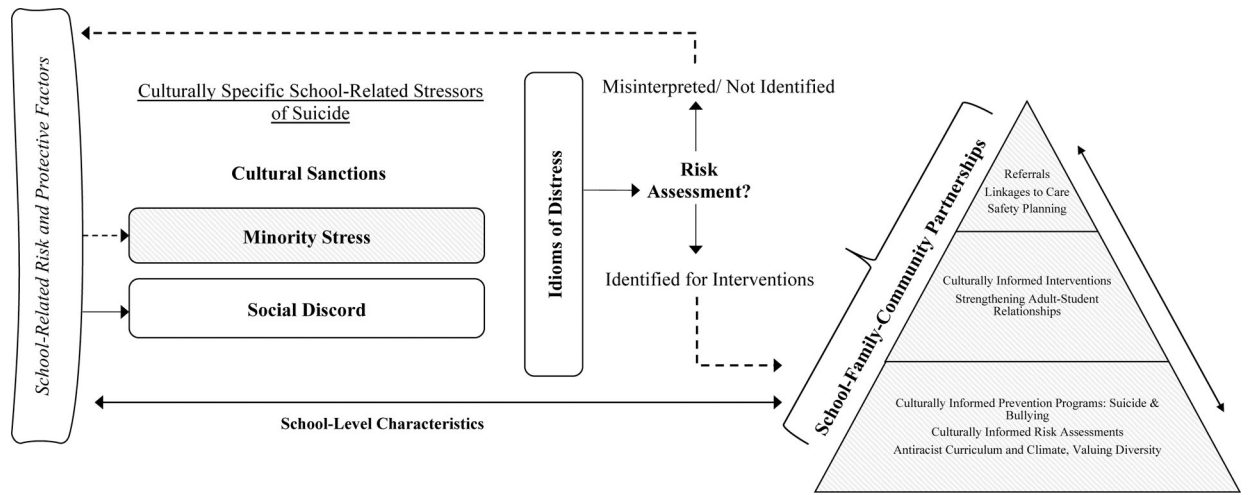 School-Related Risk and Protective Factors
Culturally Specific School-Related Stressors
of Suicide
Cultural Sanctions
Minority Stress
Social Discord
School-Level Characteristics
Idioms of Distress
Misinterpreted/ Not Identified
Risk
Assessment?
Identified for Interventions
School-Family-Community Partnerships
Referrals
Linkages to Care
Safety Planning
Culturally Informed Interventions
Strengthening Adult-Student
Relationships
Culturally Informed Prevention Programs: Suicide &
Bullying
Culturally Informed Risk Assessments
Antiracist Curriculum and Climate, Valuing Diversity